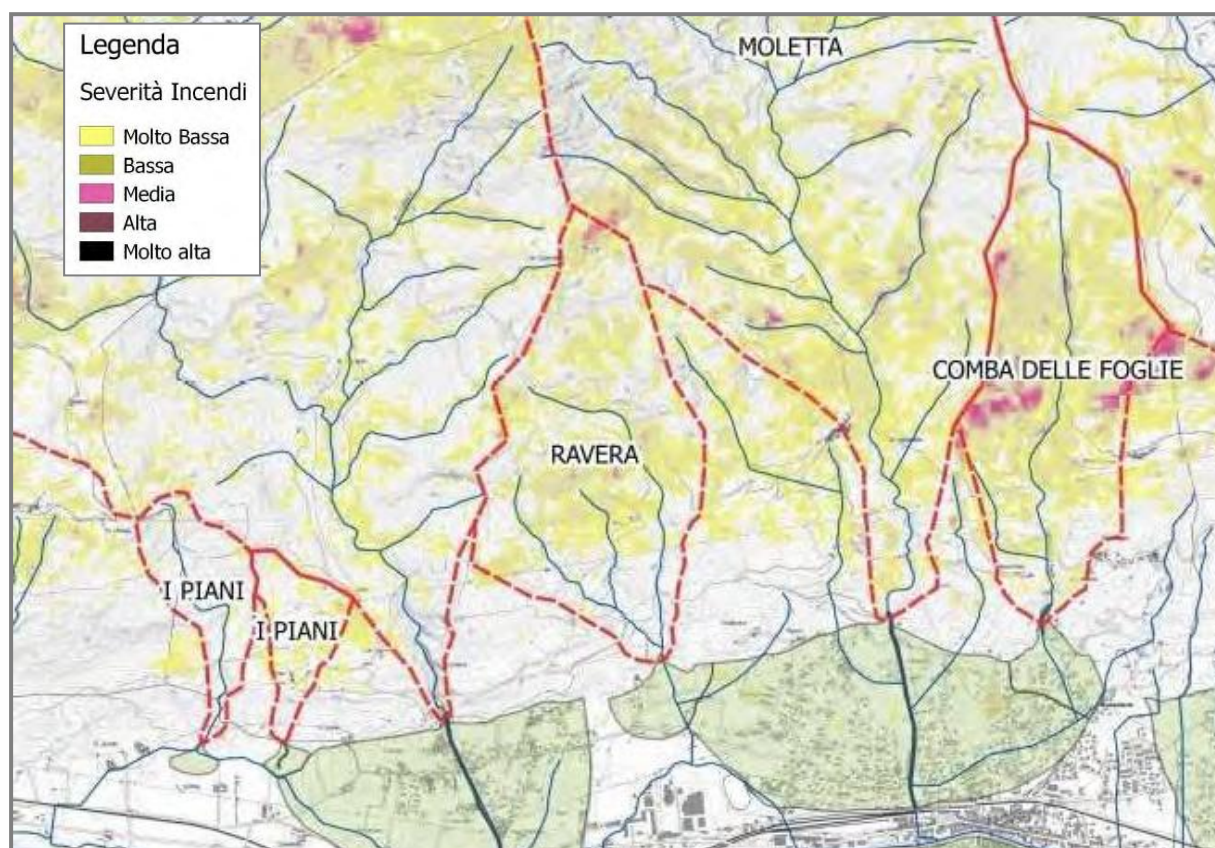 Legenda
Severità Incendi
Molto Bassa
Bassa
Media
Alta
Molto alta
MOLETTA
COMBA DELLE FOGLIE
RAVERA
I PIANI
I PIANI